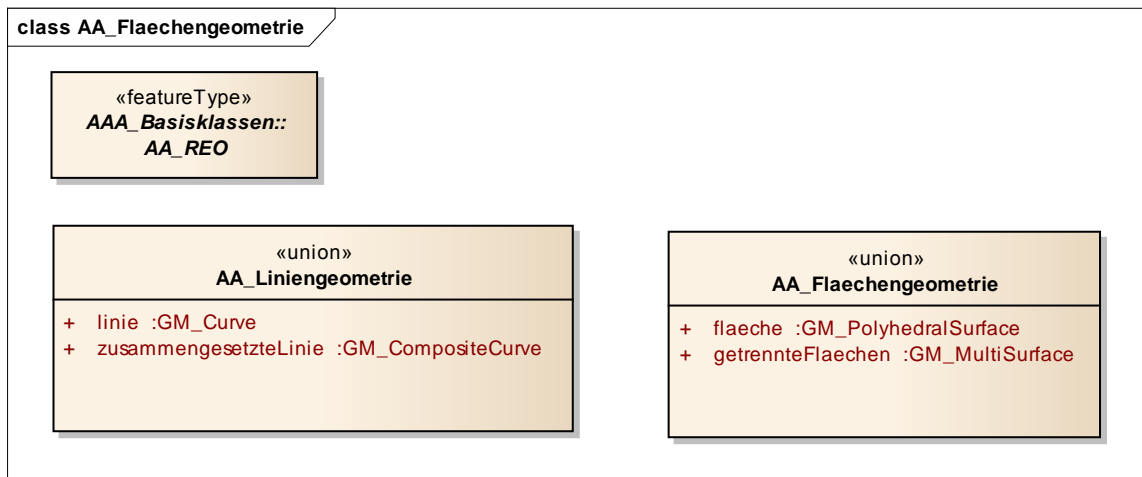 class AA_Flaechengeometrie
«featureType»
AAA_Basisklassen::
AA_REO
«union»
AA_Liniengeometrie
+ linie :GM_Curve
+ zusammengesetzteLinie :GM_CompositeCurve
«union»
AA_Flaechengeometrie
+ flaeche :GM_PolyhedralSurface
+ getrennteFlaechen :GM_MultiSurface